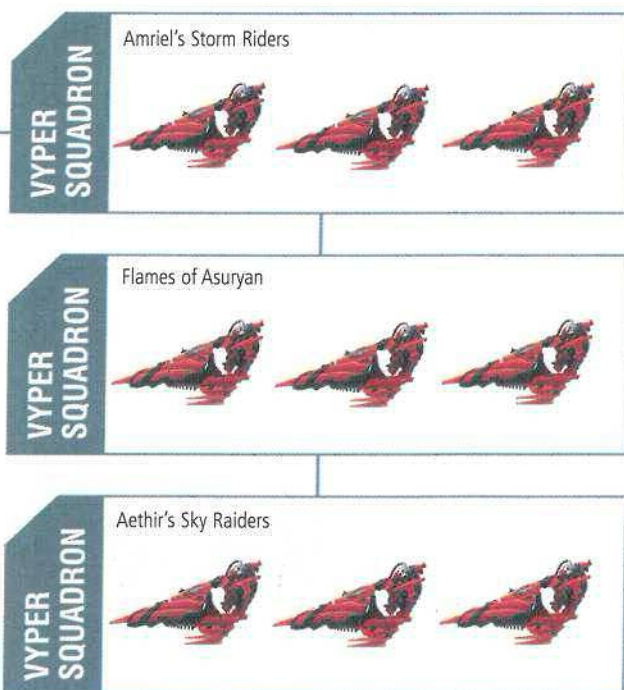 VYPER
SQUADRON
Amriel's Storm Riders
VYPER
SQUADRON
Flames of Asuryan
VYPER
SQUADRON
Aethir's Sky Raiders